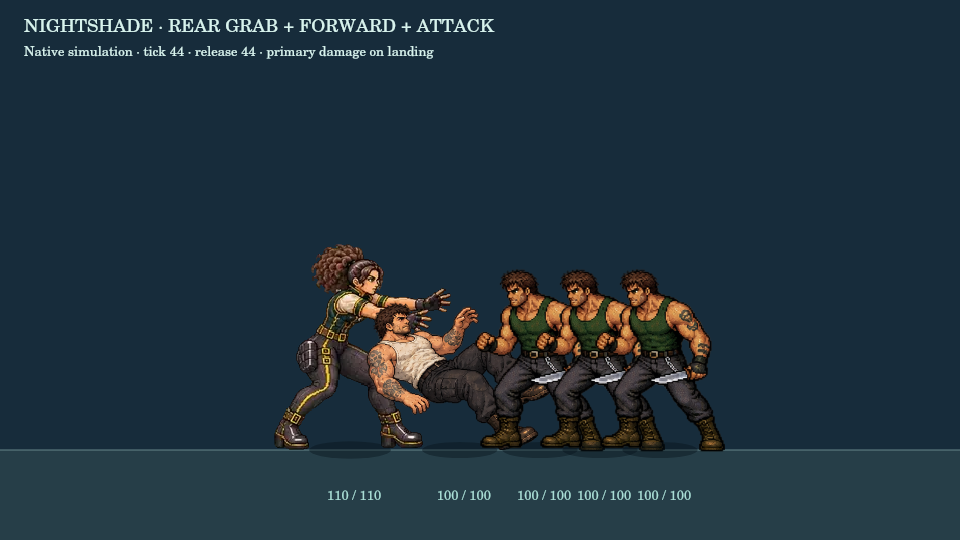 NIGHTSHADE · REAR GRAB + FORWARD + ATTACK
Native simulation · tick 44 · release 44 · primary damage on landing
110 / 110 100 / 100 100 / 100 100 / 100 100 / 100